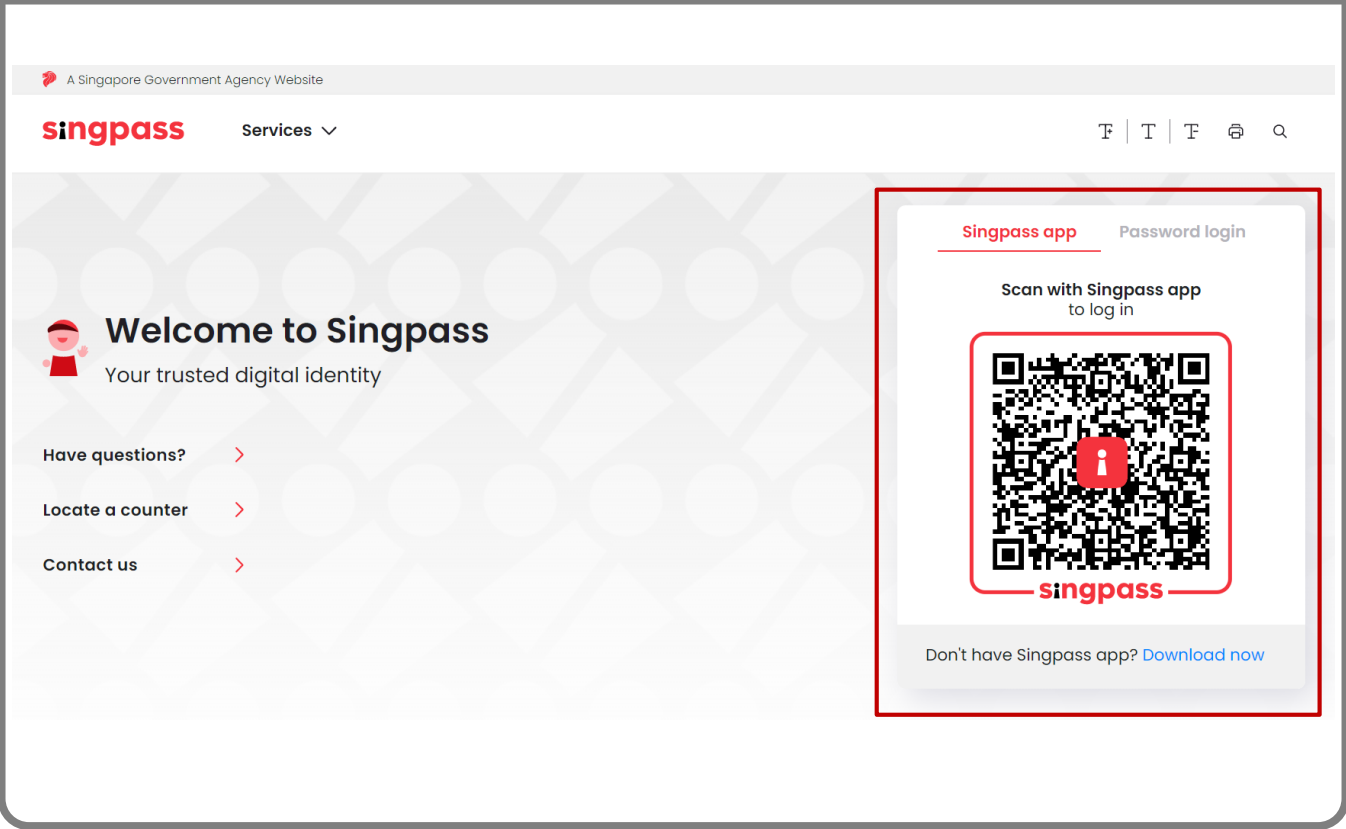 A Singapore Government Agency Website
singpass
Services
Welcome to Singpass
Your trusted digital identity
Have questions?
Locate a counter
Contact us
Singpass app Password login
Scan with Singpass app
to log in
singpass
Don't have Singpass app? Download now